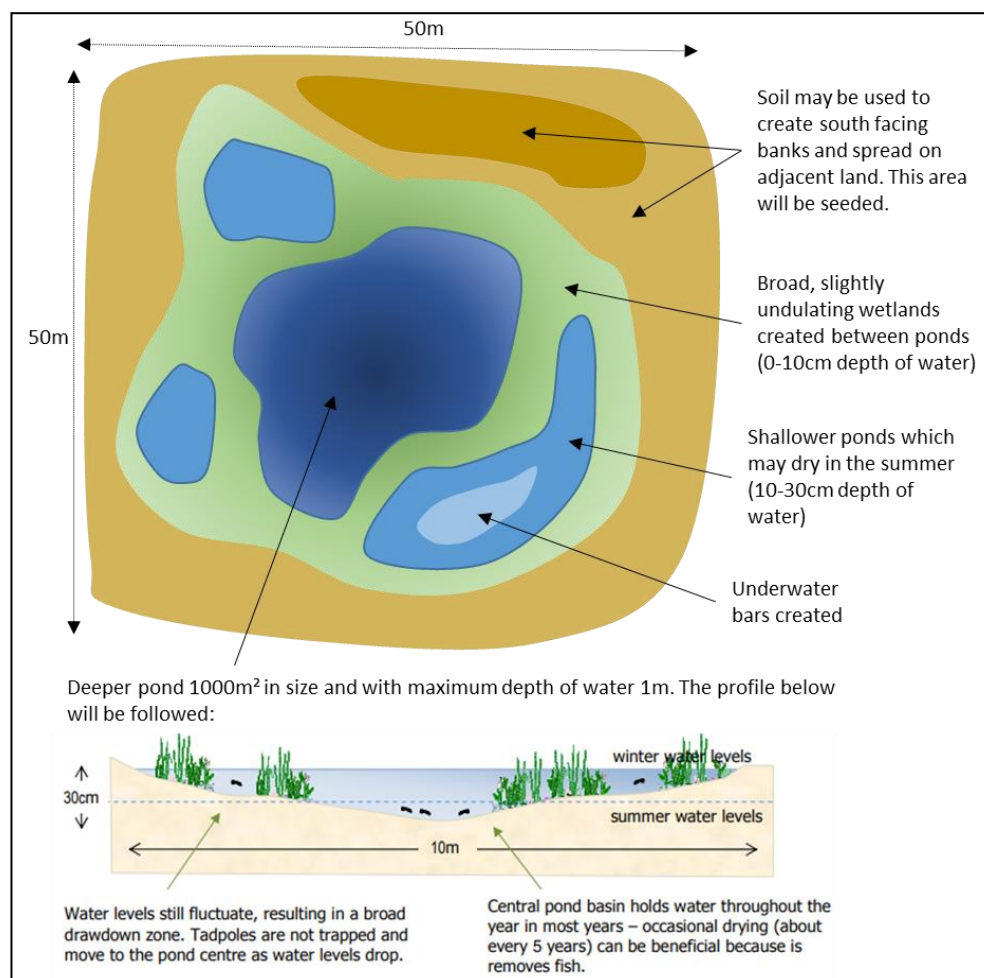 50m
50m
Soil may be used to
create south facing
banks and spread on
adjacent land. This area
will be seeded.
Broad, slightly
undulating wetlands
created between ponds
(0-10cm depth of water)
Shallower ponds which
may dry in the summer
(10-30cm depth of
water)
Underwater
bars created
Deeper pond 1000m² in size and with maximum depth of water 1m. The profile below
will be followed:
winter water levels
30cm
summer water levels
10m
Water levels still fluctuate, resulting in a broad
drawdown zone. Tadpoles are not trapped and
move to the pond centre as water levels drop.
Central pond basin holds water throughout the
year in most years – occasional drying (about
every 5 years) can be beneficial because is
removes fish.